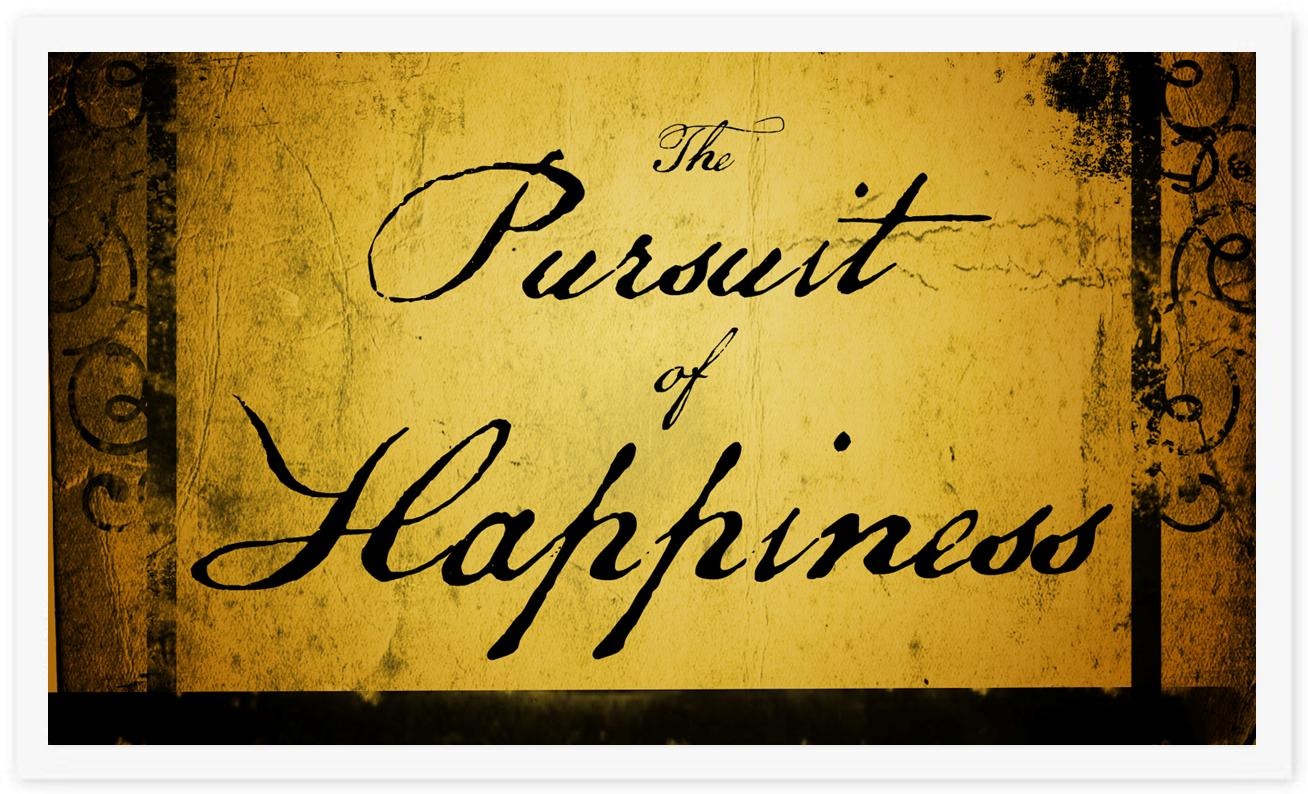 The
Pursuit
of
Happiness